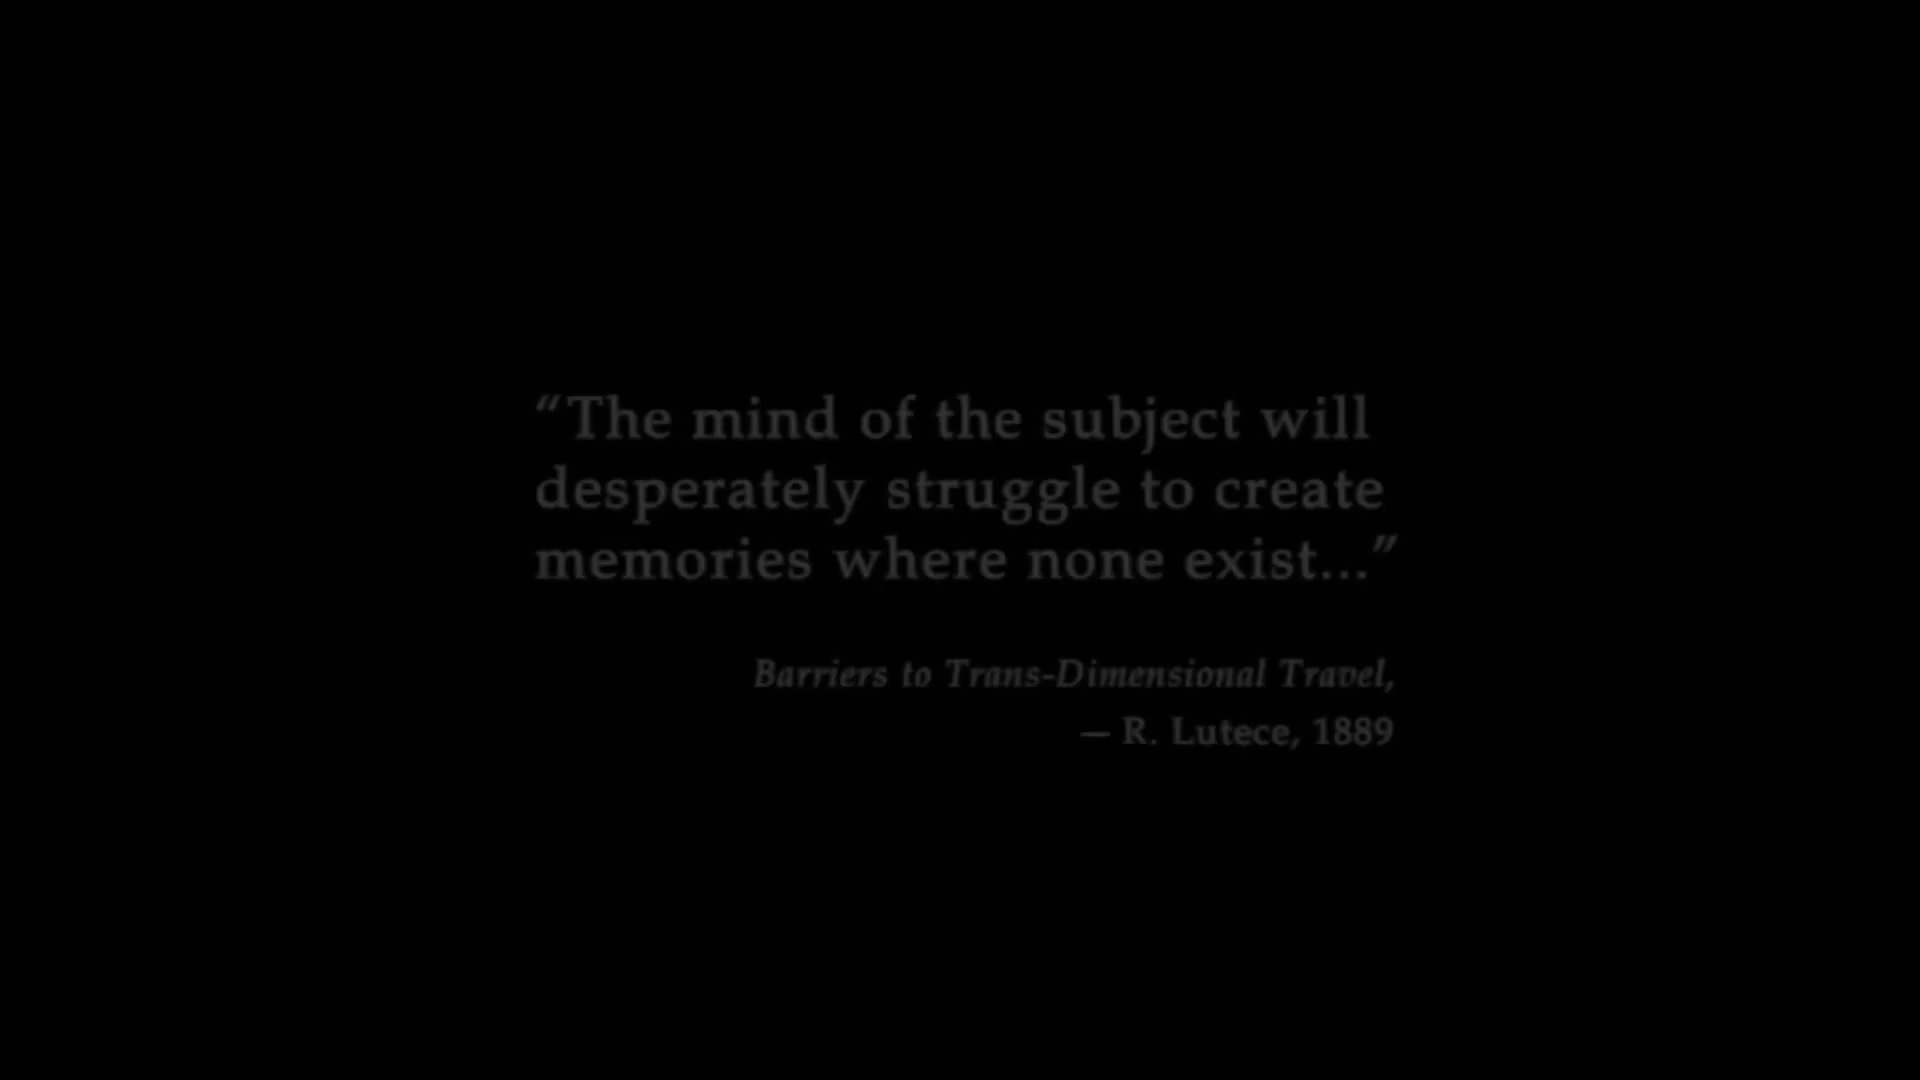 “The mind of the subject will
desperately struggle to create
memories where none exist...”
Barriers to Trans-Dimensional Travel,
— R. Lutece, 1889